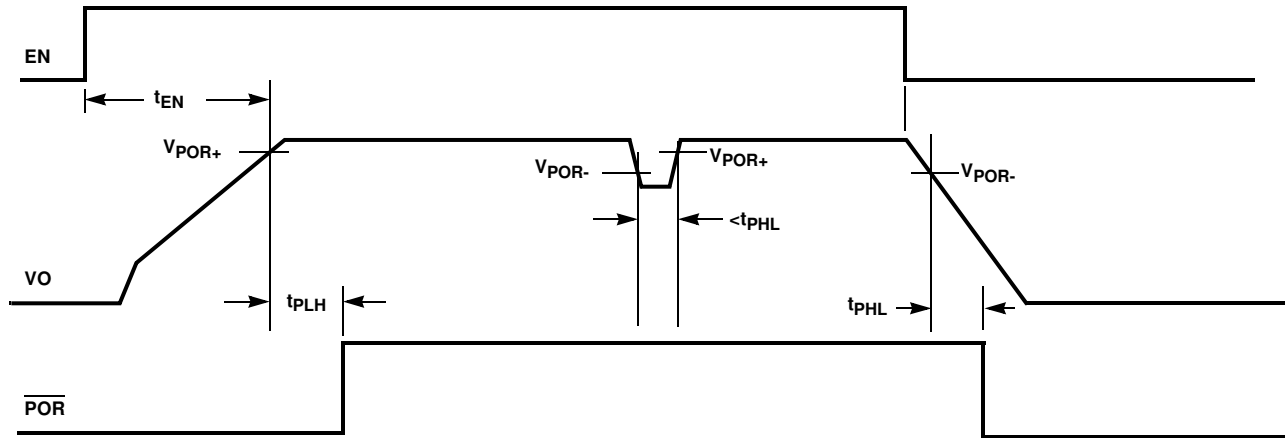 EN
tEN
VPOR+
VPOR-
VPOR+
VPOR-
<tPHL
VO
tPLH
tPHL
POR